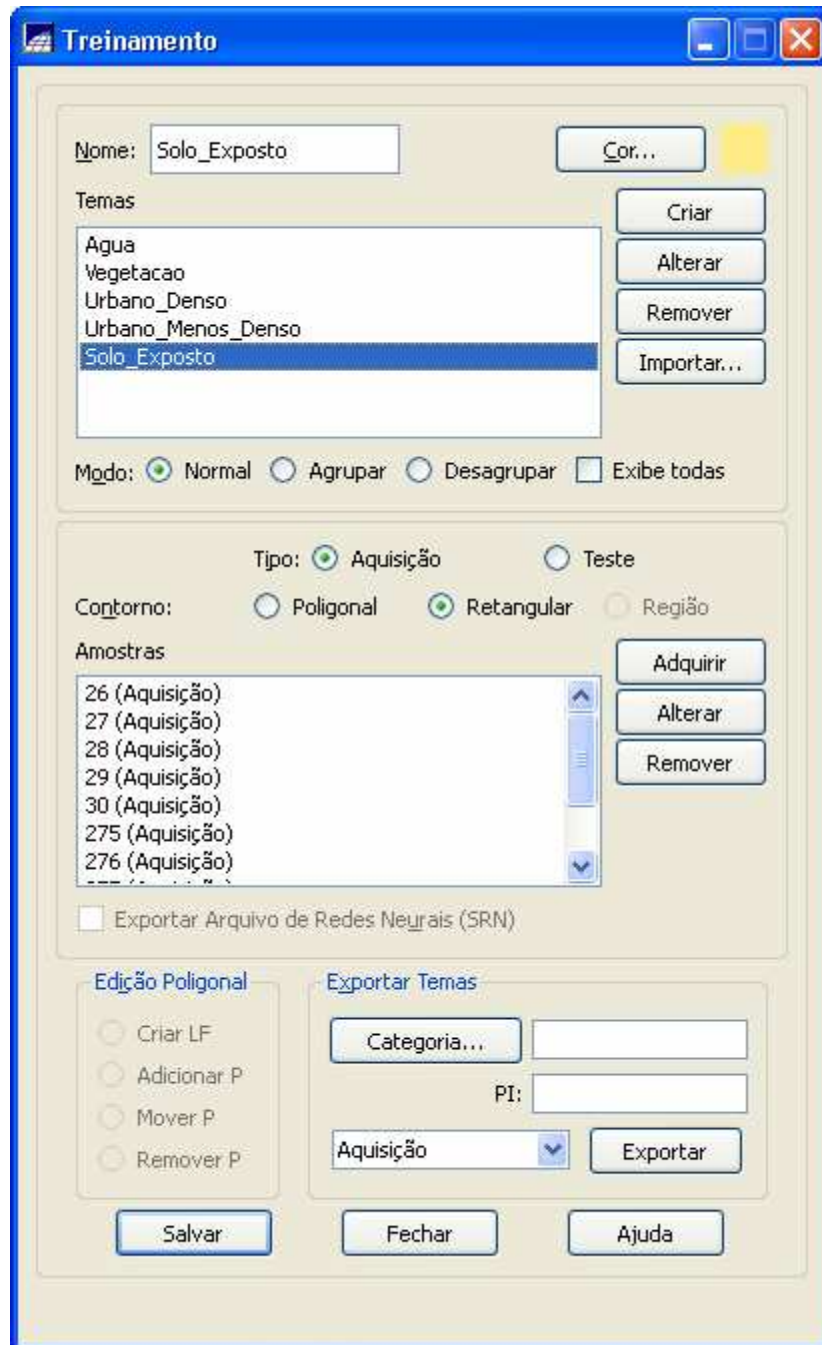 Treinamento
Nome: Solo_Exposto Cor...
Temas
Criar
Agua
Vegetacao
Alterar
Urbano_Denso
Urbano_Menos_Denso
Remover
Solo_Exposto
Importar...
Modo: Normal Agrupar Desagrupar Exibe todas
Tipo: Aquisição Teste
Contorno: Poligonal Retangular Região
Amostras
Adquirir
26 (Aquisição)
27 (Aquisição)
Alterar
28 (Aquisição)
29 (Aquisição)
Remover
30 (Aquisição)
275 (Aquisição)
276 (Aquisição)
Exportar Arquivo de Redes Neurais (SRN)
Edição Poligonal
Exportar Temas
Criar LF
Categoria...
Adicionar P
PI:
Mover P
Aquisição Exportar
Remover P
Salvar Fechar Ajuda